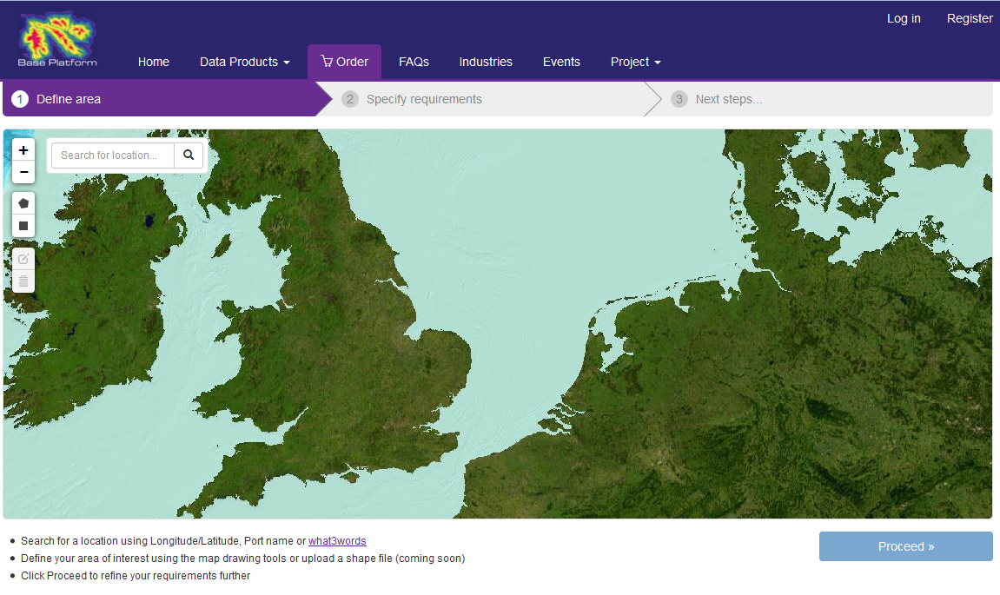 Log in Register
Base Platform
Home Data Products Order FAQs Industries Events Project
1 Define area 2 Specify requirements 3 Next steps...
+
Search for location...
−
Search for a location using Longitude/Latitude, Port name or what3words
Define your area of interest using the map drawing tools or upload a shape file (coming soon)
Click Proceed to refine your requirements further
Proceed »